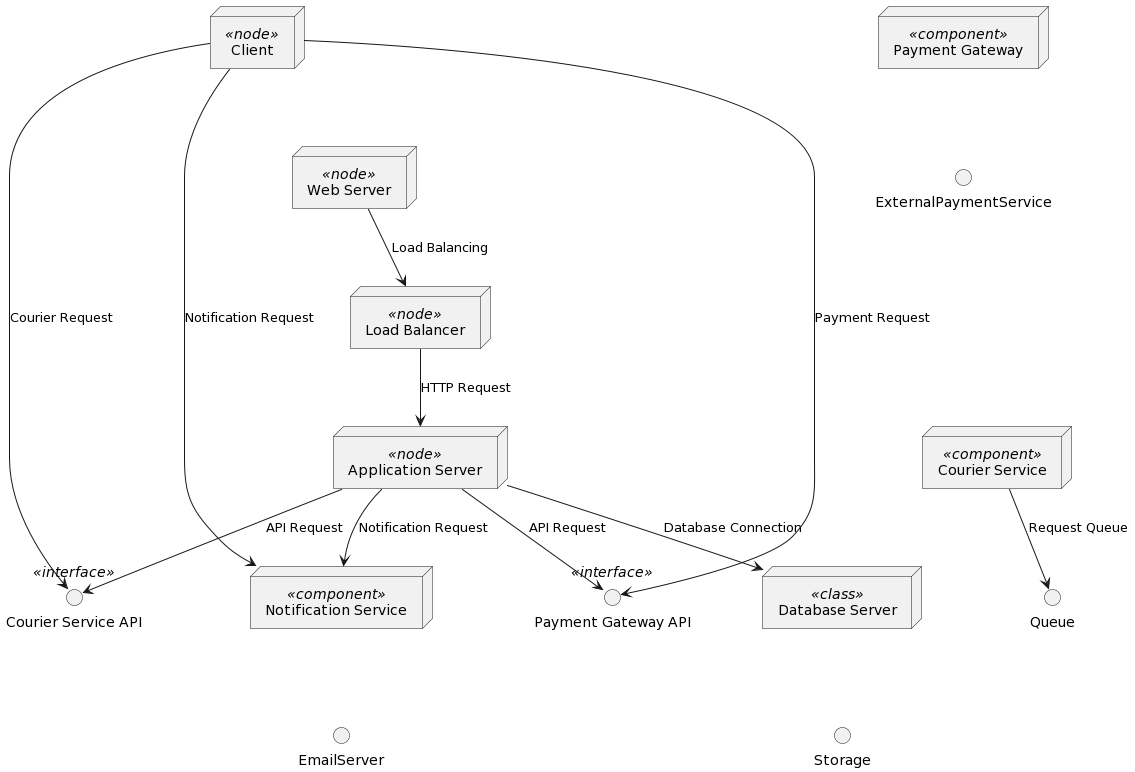 «node»
Client
«component»
Payment Gateway
«node»
Web Server
ExternalPaymentService
Load Balancing
«node»
Load Balancer
Courier Request
Notification Request
Payment Request
HTTP Request
«node»
Application Server
«component»
Courier Service
API Request
Notification Request
API Request
Database Connection
Request Queue
«interface»
Courier Service API
«component»
Notification Service
«interface»
Payment Gateway API
«class»
Database Server
Queue
EmailServer
Storage